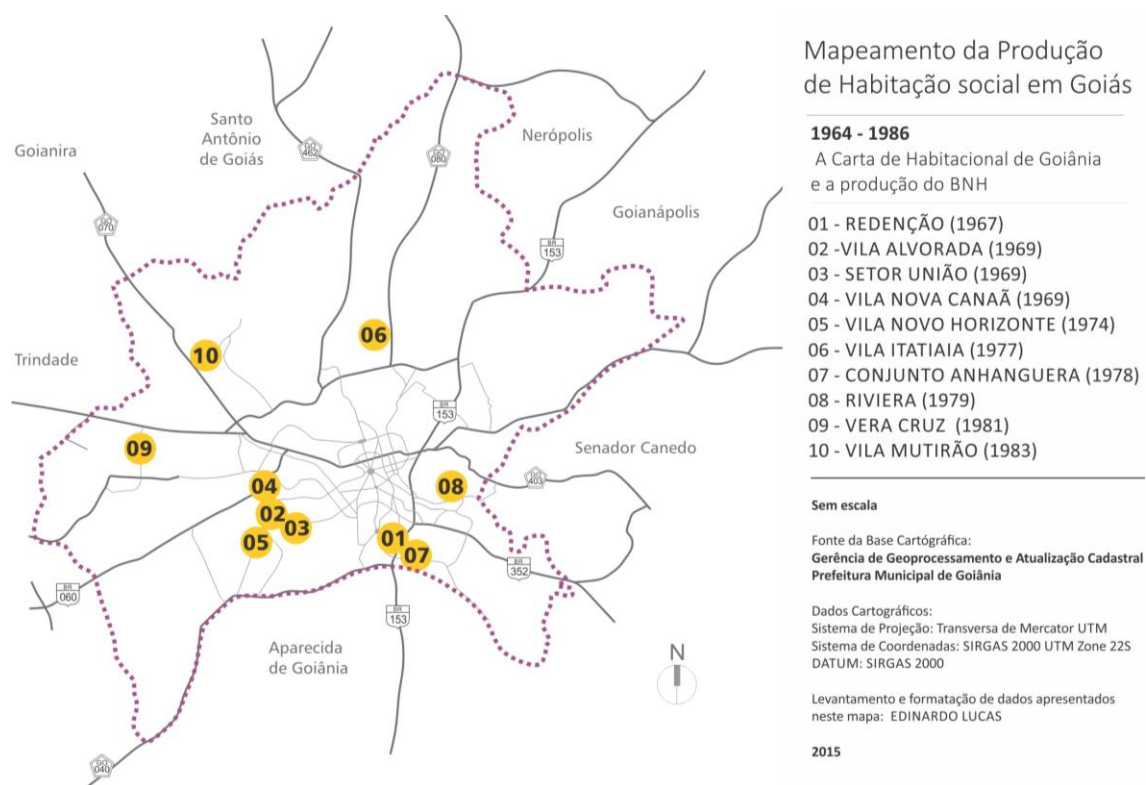 Santo
Antônio
de Goiás
Goianira
Nerópolis
Goianápolis
Trindade
Senador Canedo
Aparecida
de Goiânia
GO
462
GO
080
GO
070
BR
153
BR
153
GO
403
BR
352
BR
060
BR
153
GO
040
06
10
09
04
08
02
03
05
01
07
N
Mapeamento da Produção
de Habitação social em Goiás
1964 - 1986
A Carta de Habitacional de Goiânia
e a produção do BNH
01 - REDENÇÃO (1967)
02 -VILA ALVORADA (1969)
03 - SETOR UNIÃO (1969)
04 - VILA NOVA CANAÃ (1969)
05 - VILA NOVO HORIZONTE (1974)
06 - VILA ITATIAIA (1977)
07 - CONJUNTO ANHANGUERA (1978)
08 - RIVIERA (1979)
09 - VERA CRUZ (1981)
10 - VILA MUTIRÃO (1983)
Sem escala
Fonte da Base Cartógráfica:
Gerência de Geoprocessamento e Atualização Cadastral
Prefeitura Municipal de Goiânia
Dados Cartográficos:
Sistema de Projeção: Transversa de Mercator UTM
Sistema de Coordenadas: SIRGAS 2000 UTM Zone 22S
DATUM: SIRGAS 2000
Levantamento e formatação de dados apresentados
neste mapa: EDINARDO LUCAS
2015